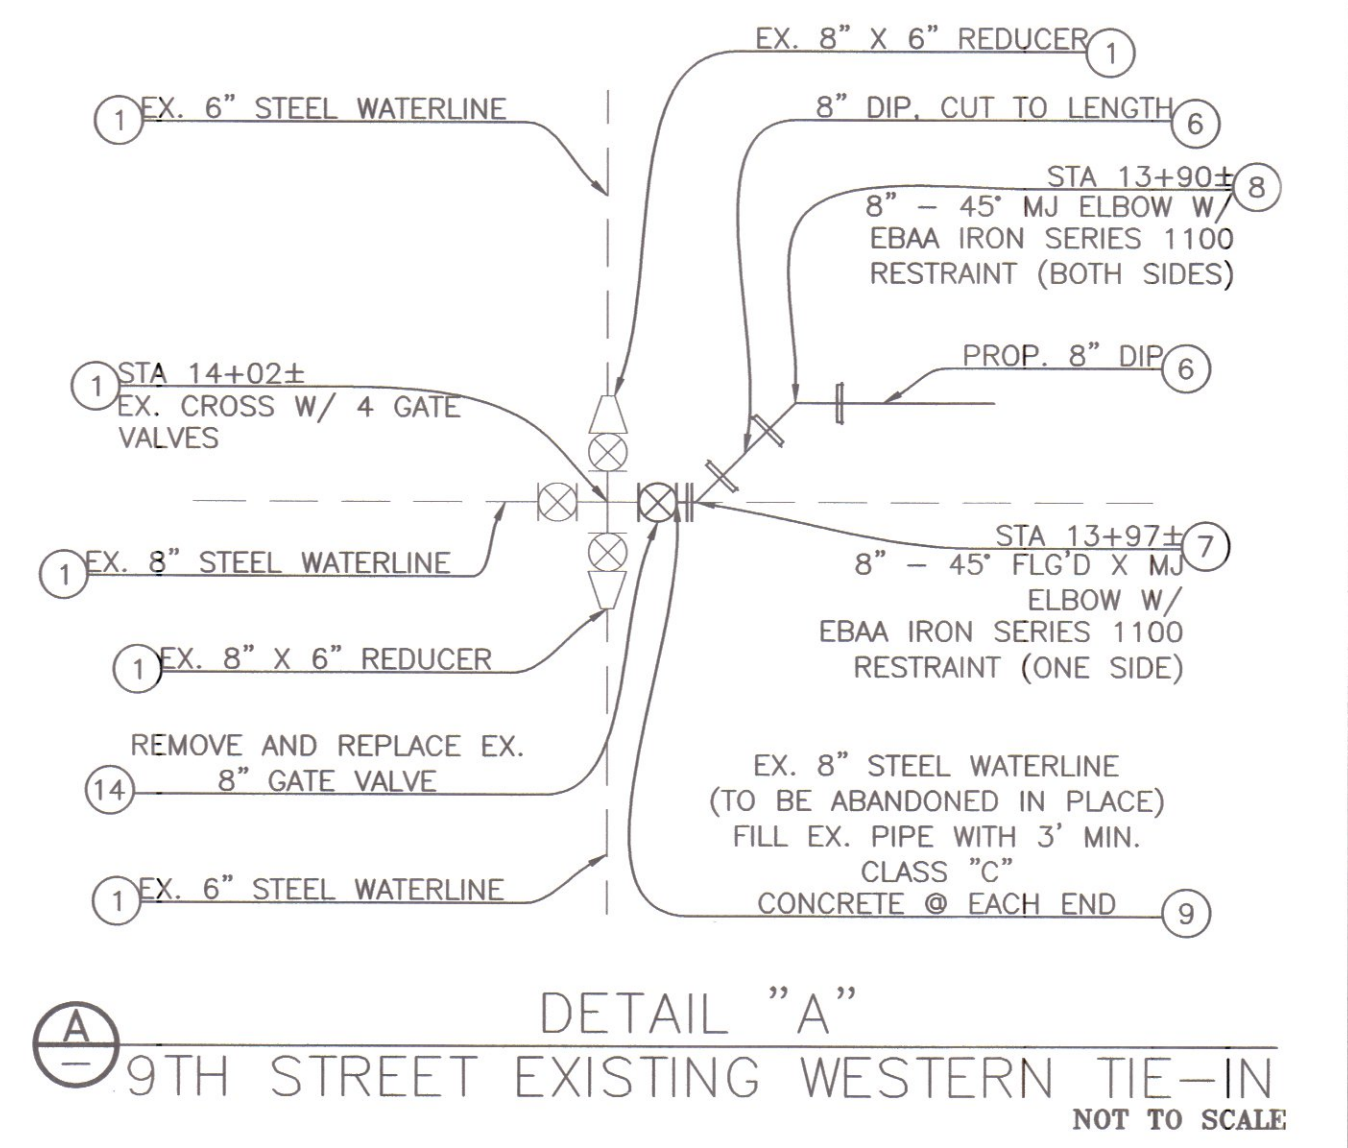 EX. 8" X 6" REDUCER 1
1 EX. 6" STEEL WATERLINE
8" DIP, CUT TO LENGTH 6
STA 13+90± 8
8" - 45° MJ ELBOW W/
EBAA IRON SERIES 1100
RESTRAINT (BOTH SIDES)
PROP. 8" DIP 6
1 STA 14+02±
EX. CROSS W/ 4 GATE
VALVES
STA 13+97± 7
8" - 45° FLG'D X MJ
ELBOW W/
EBAA IRON SERIES 1100
RESTRAINT (ONE SIDE)
1 EX. 8" STEEL WATERLINE
1 EX. 8" X 6" REDUCER
REMOVE AND REPLACE EX.
14 8" GATE VALVE
EX. 8" STEEL WATERLINE
(TO BE ABANDONED IN PLACE)
FILL EX. PIPE WITH 3' MIN.
CLASS "C"
CONCRETE @ EACH END 9
1 EX. 6" STEEL WATERLINE
A
—
DETAIL "A"
9TH STREET EXISTING WESTERN TIE-IN
NOT TO SCALE